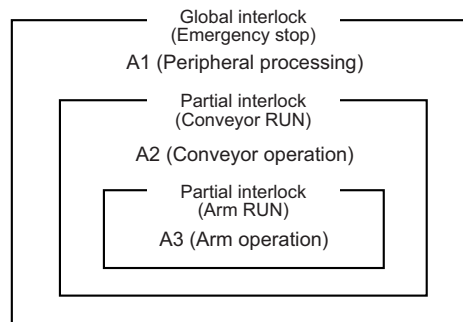 Global interlock
(Emergency stop)
A1 (Peripheral processing)
Partial interlock
(Conveyor RUN)
A2 (Conveyor operation)
Partial interlock
(Arm RUN)
A3 (Arm operation)